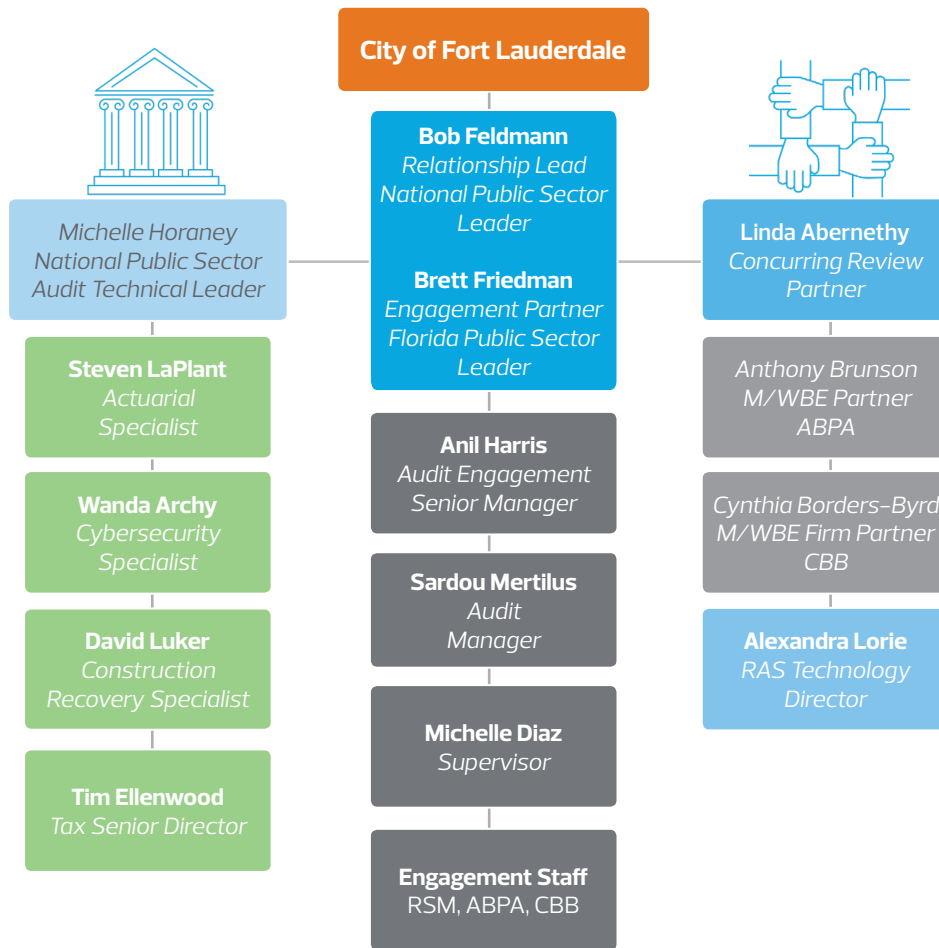 City of Fort Lauderdale
Bob Feldmann
Relationship Lead
National Public Sector
Leader
Brett Friedman
Engagement Partner
Florida Public Sector
Leader
Michelle Horaney
National Public Sector
Audit Technical Leader
Steven LaPlant
Actuarial
Specialist
Wanda Archy
Cybersecurity
Specialist
David Luker
Construction
Recovery Specialist
Tim Ellenwood
Tax Senior Director
Anil Harris
Audit Engagement
Senior Manager
Sardou Mertilus
Audit
Manager
Michelle Diaz
Supervisor
Engagement Staff
RSM, ABPA, CBB
Linda Abernethy
Concurring Review
Partner
Anthony Brunson
M/WBE Partner
ABPA
Cynthia Borders-Byrd
M/WBE Firm Partner
CBB
Alexandra Lorie
RAS Technology
Director